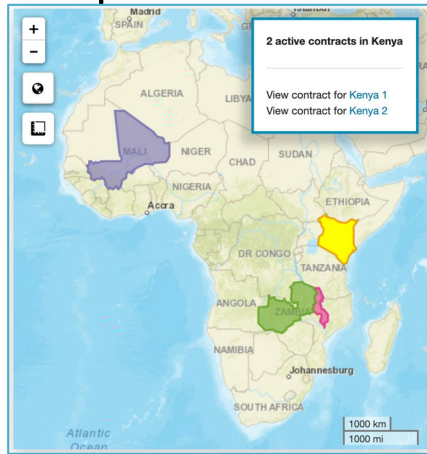 Madrid
SPAIN
+
−
2 active contracts in Kenya
View contract for Kenya 1
View contract for Kenya 2
ALGERIA
LIBYA
MALI
NIGER
CHAD
SUDAN
NIGERIA
Accra
ETHIOPIA
DR CONGO
TANZANIA
ANGOLA
ZAMBIA
NAMIBIA
Johannesburg
SOUTH AFRICA
1000 km
1000 mi
Atlantic
Ocean